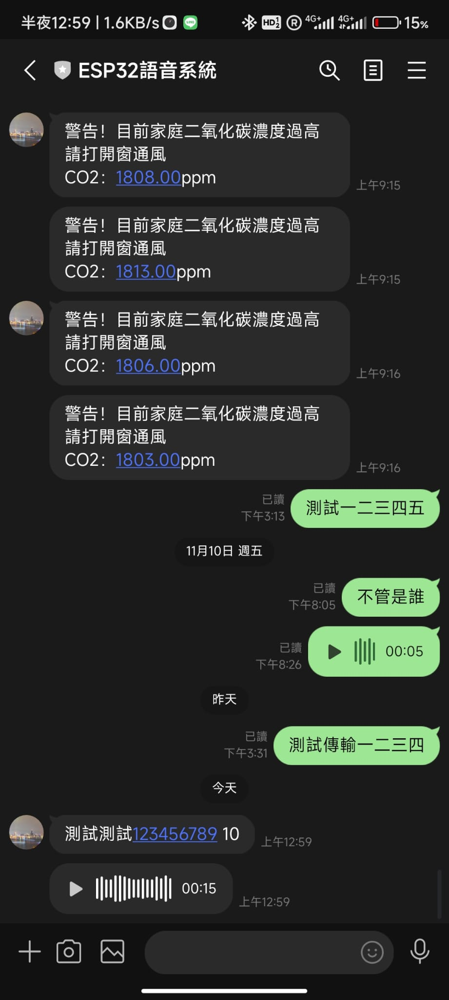 半夜12:59 | 1.6KB/s LINE HD 1 2 R 4G+ 4G+ 15%
ESP32語音系統
警告！目前家庭二氧化碳濃度過高
請打開窗通風
CO2：1808.00ppm
上午9:15
警告！目前家庭二氧化碳濃度過高
請打開窗通風
CO2：1813.00ppm
上午9:15
警告！目前家庭二氧化碳濃度過高
請打開窗通風
CO2：1806.00ppm
上午9:16
警告！目前家庭二氧化碳濃度過高
請打開窗通風
CO2：1803.00ppm
上午9:16
已讀
下午3:13
測試一二三四五
11月10日 週五
已讀
下午8:05
不管是誰
已讀
下午8:26
00:05
昨天
已讀
下午3:31
測試傳輸一二三四
今天
測試測試123456789 10
上午12:59
00:15
上午12:59